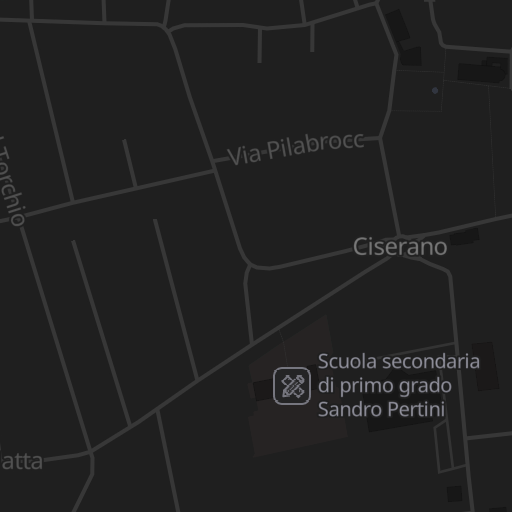 Via Pilabrocc
Torchio
Ciserano
Scuola secondaria
di primo grado
Sandro Pertini
atta